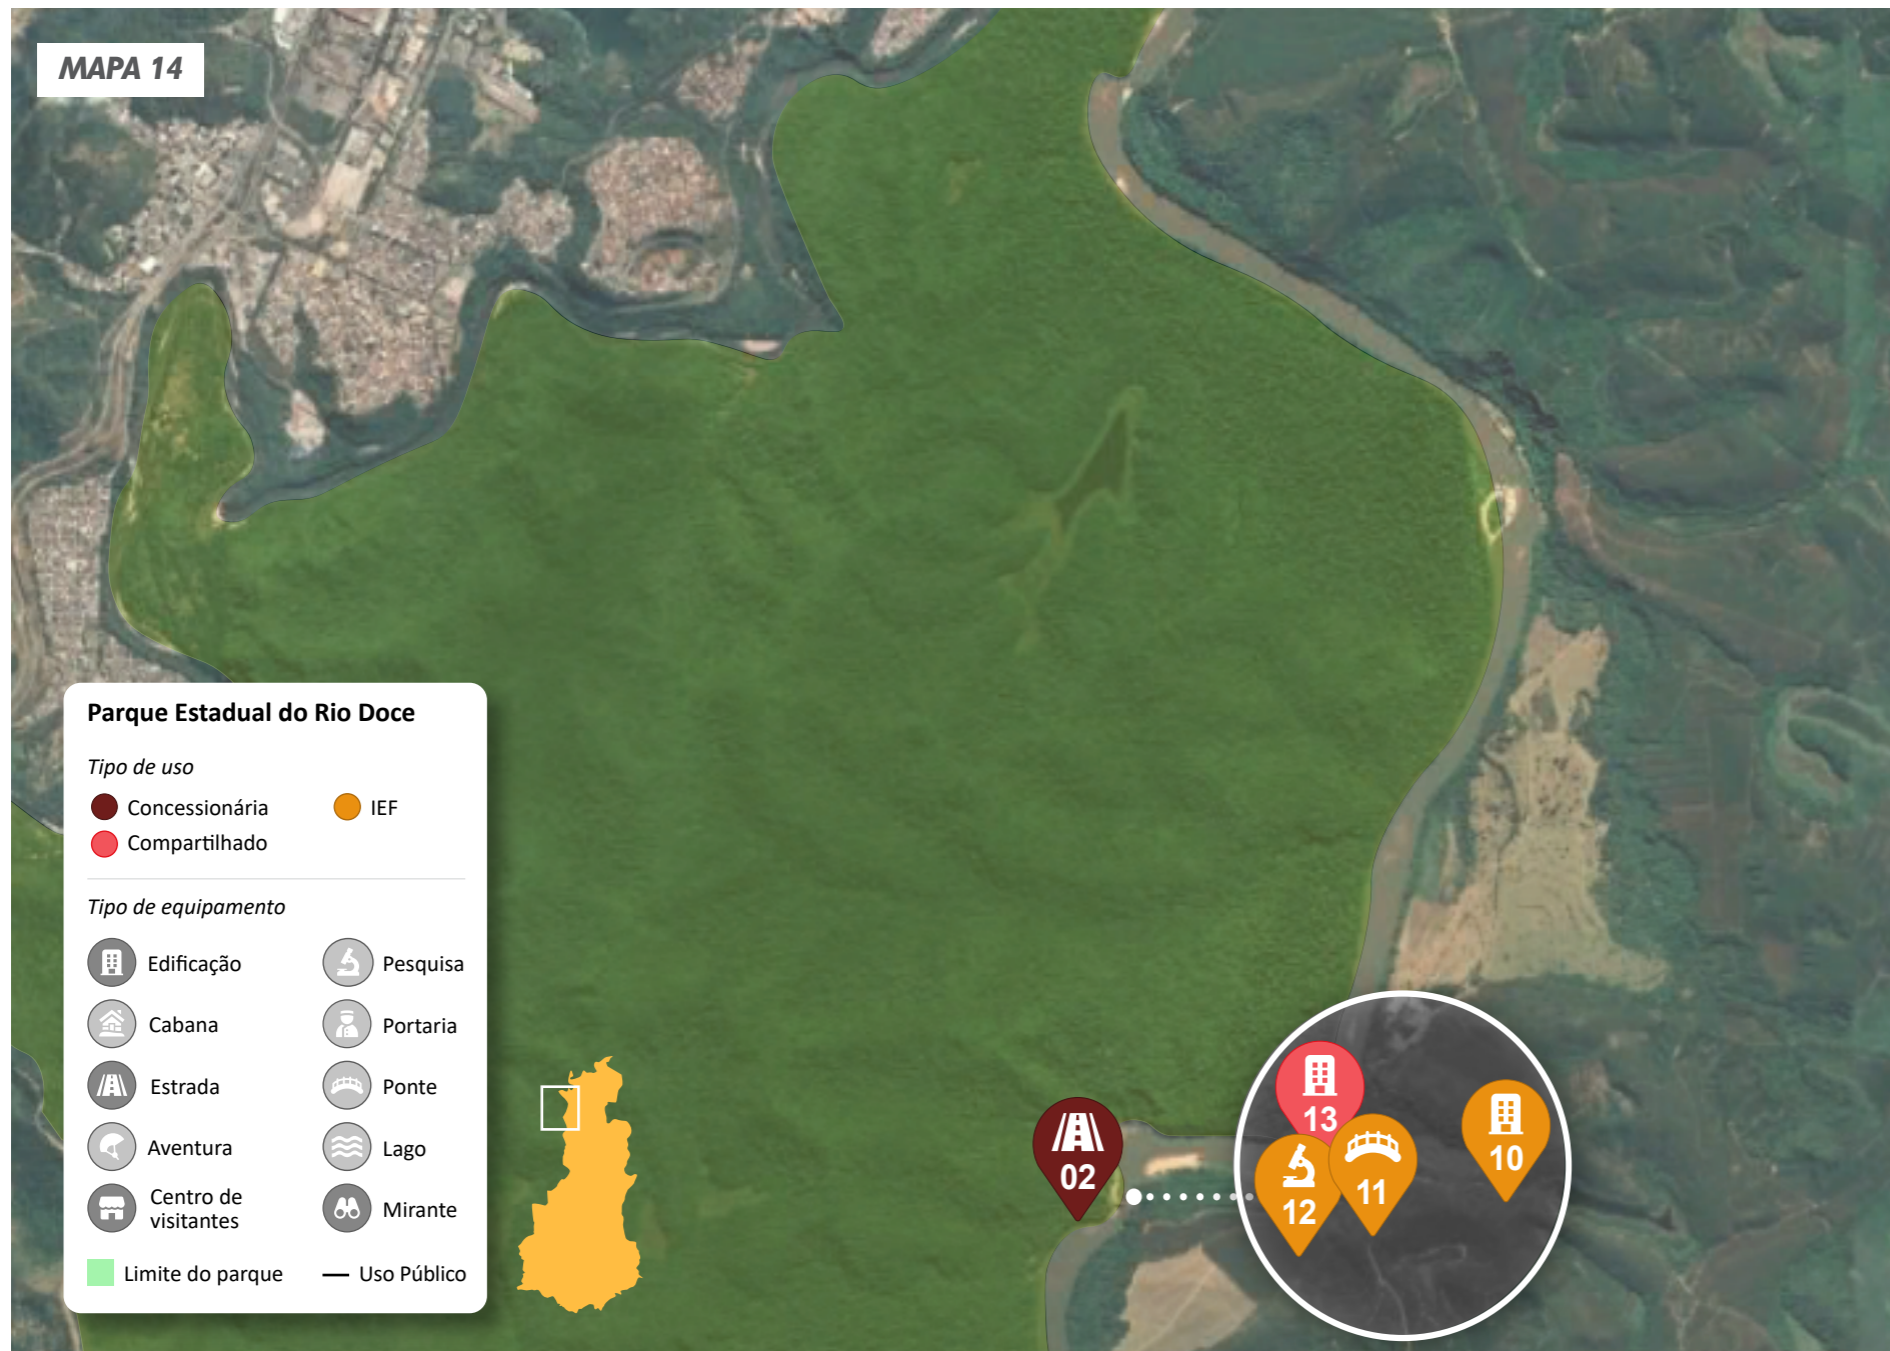 MAPA 14
Parque Estadual do Rio Doce
Tipo de uso
Concessionária
IEF
Compartilhado
Tipo de equipamento
Edificação
Pesquisa
Cabana
Portaria
Estrada
Ponte
Aventura
Lago
Centro de
visitantes
Mirante
Limite do parque
Uso Público
02
13
12
11
10